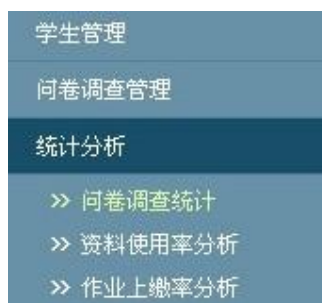 学生管理
问卷调查管理
统计分析
>> 问卷调查统计
>> 资料使用率分析
>> 作业上缴率分析